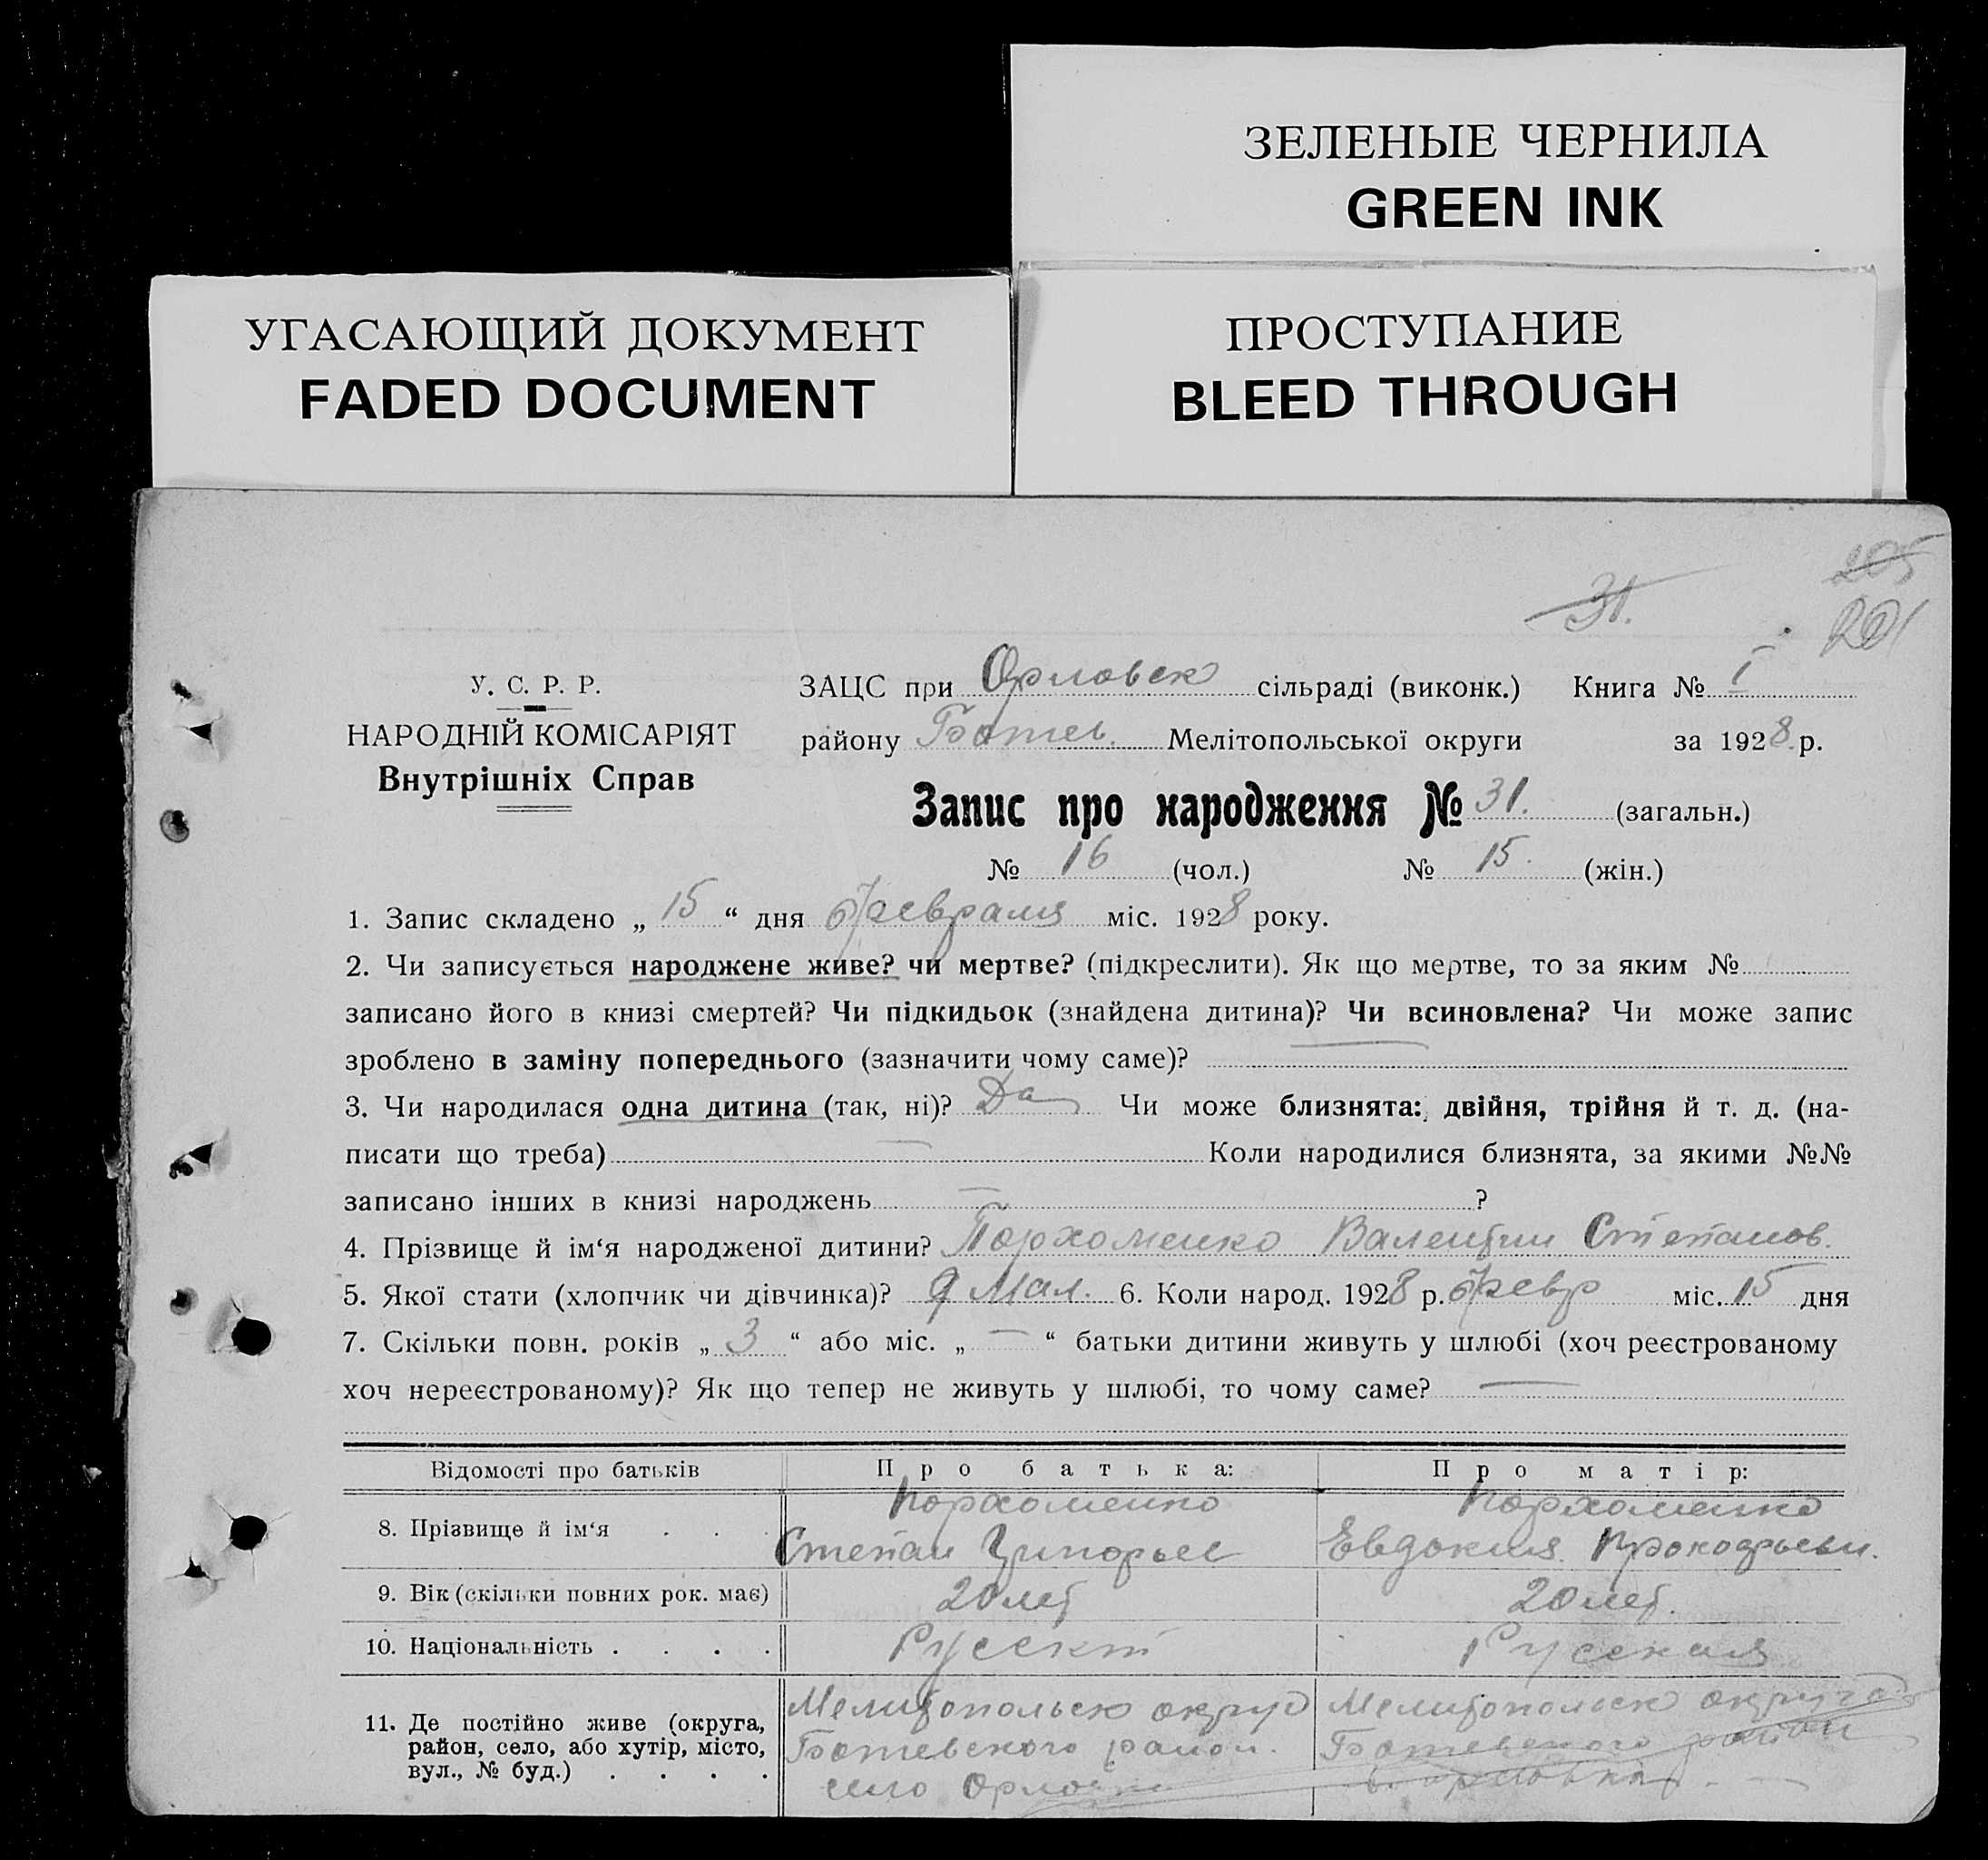 ЗЕЛЕНЫЕ ЧЕРНИЛА
GREEN INK
УГАСАЮЩИЙ ДОКУМЕНТ
FADED DOCUMENT
ПРОСТУПАНИЕ
BLEED THROUGH
205
31.
201
У. С. Р. Р.
НАРОДНІЙ КОМІСАРІЯТ
Внутрішніх Справ
ЗАЦС при Орловск сільраді (виконк.) Книга № I
району Ботев. Мелітопольської округи за 1928 р.
Запис про народження № 31. (загальн.)
№ 16 (чол.) № 15. (жін.)
1. Запис складено „ 15 “ дня февраля міс. 1928 року.
2. Чи записується народжене живе? чи мертве? (підкреслити). Як що мертве, то за яким №
записано його в книзі смертей? Чи підкидьок (знайдена дитина)? Чи всиновлена? Чи може запис
зроблено в заміну попереднього (зазначити чому саме)? —
3. Чи народилася одна дитина (так, ні)? Да Чи може близнята: двійня, трійня й т. д. (на-
писати що треба) — Коли народилися близнята, за якими №№
записано інших в книзі народжень — ?
4. Прізвище й ім‘я народженої дитини? Пархоменко Валентин Степанов.
5. Якої стати (хлопчик чи дівчинка)? Мал. 6. Коли народ. 1928 р. февр міс. 15 дня
7. Скільки повн. років „ 3 “ або міс. „ — “ батьки дитини живуть у шлюбі (хоч реєстрованому
хоч нереєстрованому)? Як що тепер не живуть у шлюбі, то чому саме? —
Відомості про батьків Про батька: Про матір:
8. Прізвище й ім‘я . . . Пархоменко Степан Григорьев Пархоменко Евдокия Прокофьевн.
9. Вік (скільки повних рок. має) 20 лет 20 лет.
10. Національність . . . . Русский Русская
11. Де постійно живе (округа, Мелитопольск округ Мелитопольск округа
район, село, або хутір, місто, Ботевского район. Ботевского район
вул., № буд.) . . . . село Орловка с. Орловка